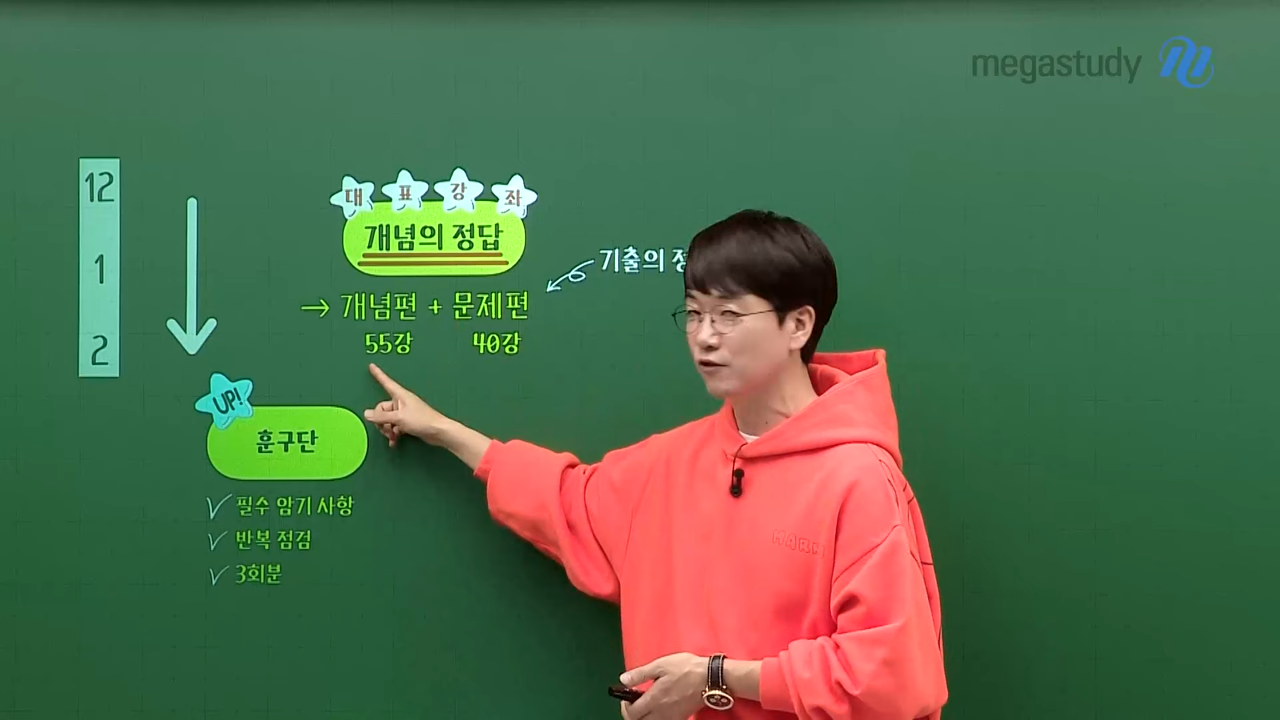 megastudy
12
1
2
대표강좌
개념의 정답
기출의
→ 개념편 + 문제편
55강 40강
UP!
훈구단
✓ 필수 암기 사항
✓ 반복 점검
✓ 3회분